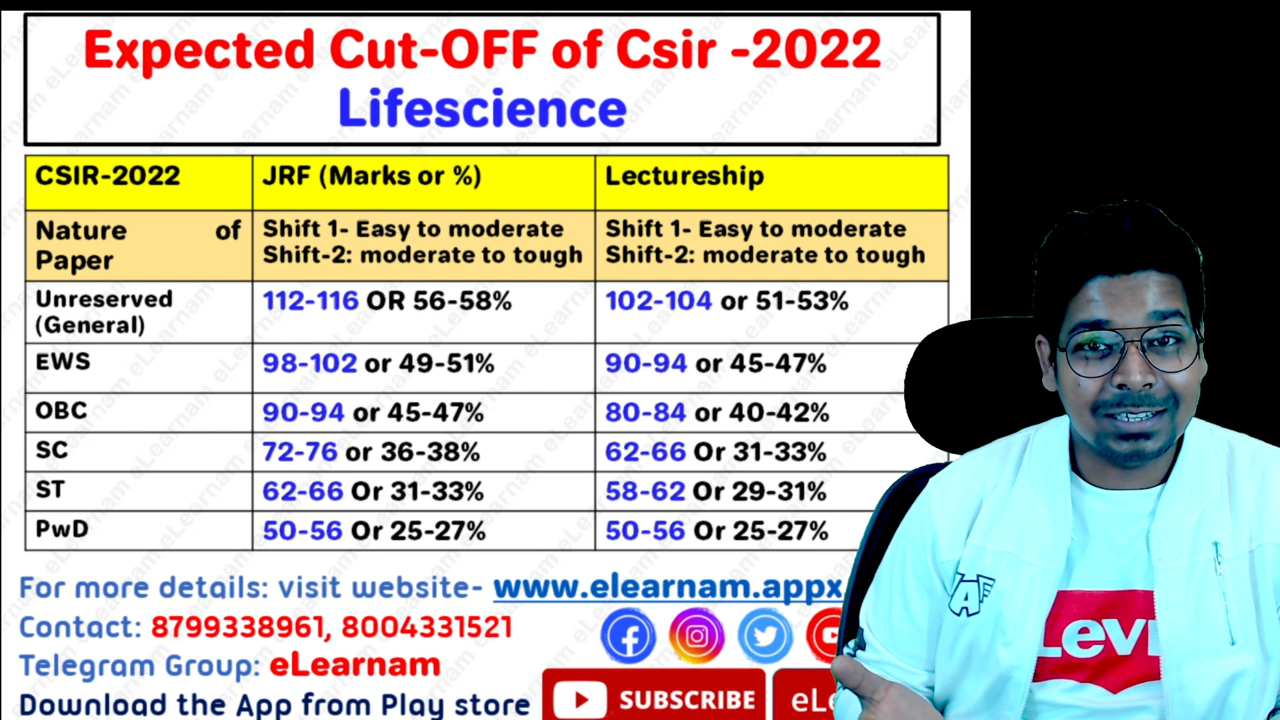 Expected Cut-OFF of Csir -2022
Lifescience
CSIR-2022 JRF (Marks or %) Lectureship
Nature of Paper Shift 1- Easy to moderate Shift 1- Easy to moderate
Shift-2: moderate to tough Shift-2: moderate to tough
Unreserved (General) 112-116 OR 56-58% 102-104 or 51-53%
EWS 98-102 or 49-51% 90-94 or 45-47%
OBC 90-94 or 45-47% 80-84 or 40-42%
SC 72-76 or 36-38% 62-66 Or 31-33%
ST 62-66 Or 31-33% 58-62 Or 29-31%
PwD 50-56 Or 25-27% 50-56 Or 25-27%
For more details: visit website- www.elearnam.appx
Contact: 8799338961, 8004331521
Telegram Group: eLearnam
Download the App from Play store
SUBSCRIBE eLe
Levi